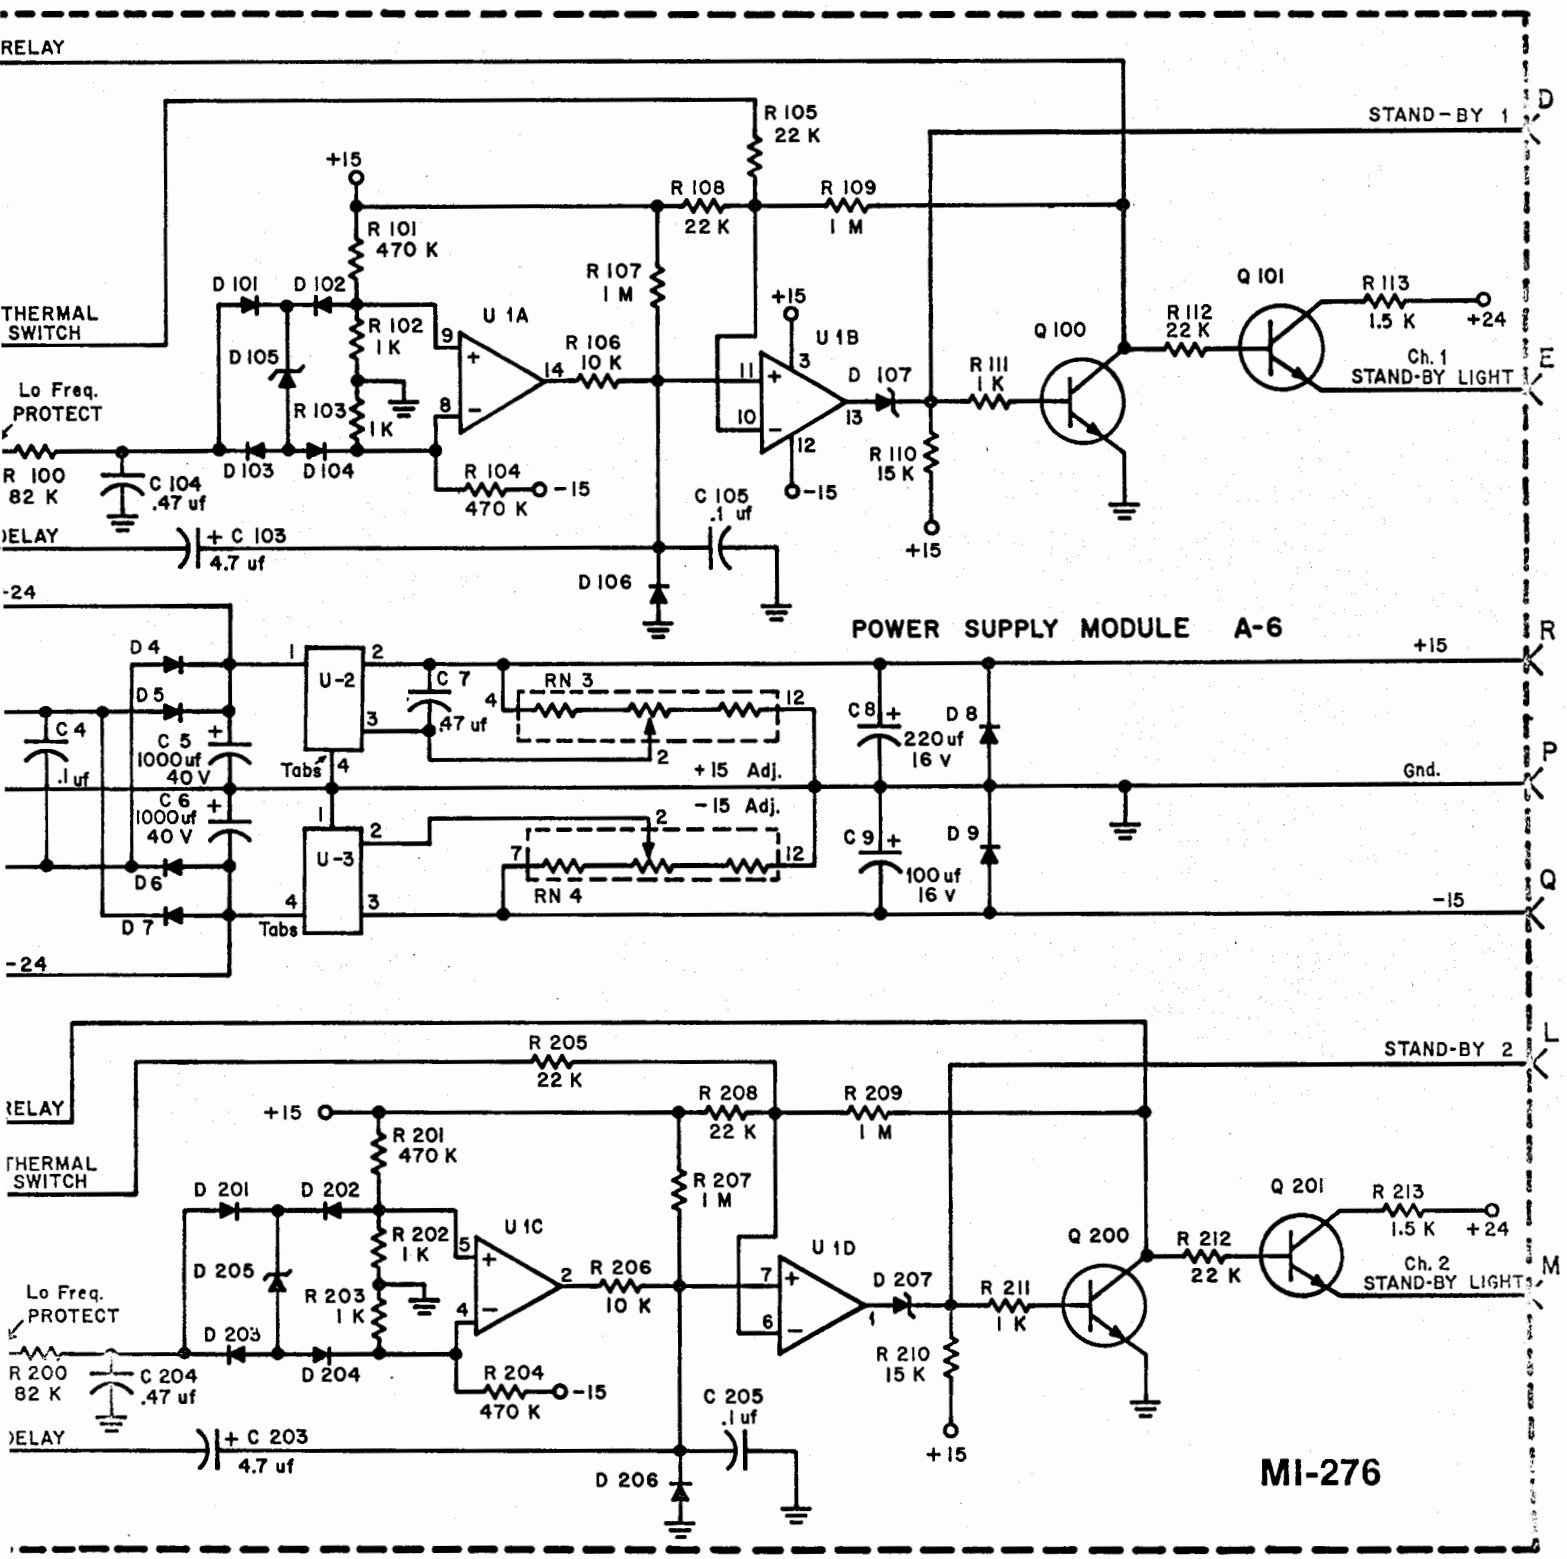 RELAY
D
STAND-BY 1
R 105
22 K
+15
R 108
22 K
R 109
1 M
R 101
470 K
D 101
D 102
R 107
1 M
THERMAL
SWITCH
U 1A
+15
U 1B
Q 101
R 113
1.5 K
+24
R 102
1 K
9
+
D 105
R 106
10 K
14
11
+
3
D 107
R 111
1 K
Q 100
R 112
22 K
Ch. 1
STAND-BY LIGHT
E
Lo Freq.
PROTECT
R 103
1K
8
-
10
-
13
12
R 100
82 K
C 104
.47 uf
D 103
D 104
R 104
470 K
-15
C 105
.1 uf
-15
R 110
15 K
+15
DELAY
+ C 103
4.7 uf
D 106
-24
POWER SUPPLY MODULE A-6
R
+15
D 4
1
U-2
2
D 5
C 7
.47 uf
RN 3
4
12
3
2
C 4
.1 uf
C 5
+
1000uf
40 V
Tabs
4
+15 Adj.
C 8
+
220 uf
16 V
D 8
Gnd.
P
C 6
+
1000uf
40 V
1
-15 Adj.
2
2
U-3
7
12
C 9
+
100 uf
16 V
D 9
D 6
RN 4
D 7
4
Tabs
3
-15
Q
-24
R 205
22 K
STAND-BY 2
L
RELAY
+15
R 208
22 K
R 209
1 M
R 201
470 K
THERMAL
SWITCH
D 201
D 202
R 207
1 M
Q 201
R 213
1.5 K
+24
R 202
1 K
5
+
U 1C
U 1D
Q 200
R 212
22 K
Ch. 2
STAND-BY LIGHT
M
D 205
R 203
1 K
4
-
2
R 206
10 K
7
+
6
-
1
D 207
R 211
1 K
Lo Freq.
PROTECT
R 200
82 K
C 204
.47 uf
D 203
D 204
R 204
470 K
-15
R 210
15 K
+15
DELAY
+ C 203
4.7 uf
C 205
.1 uf
D 206
MI-276